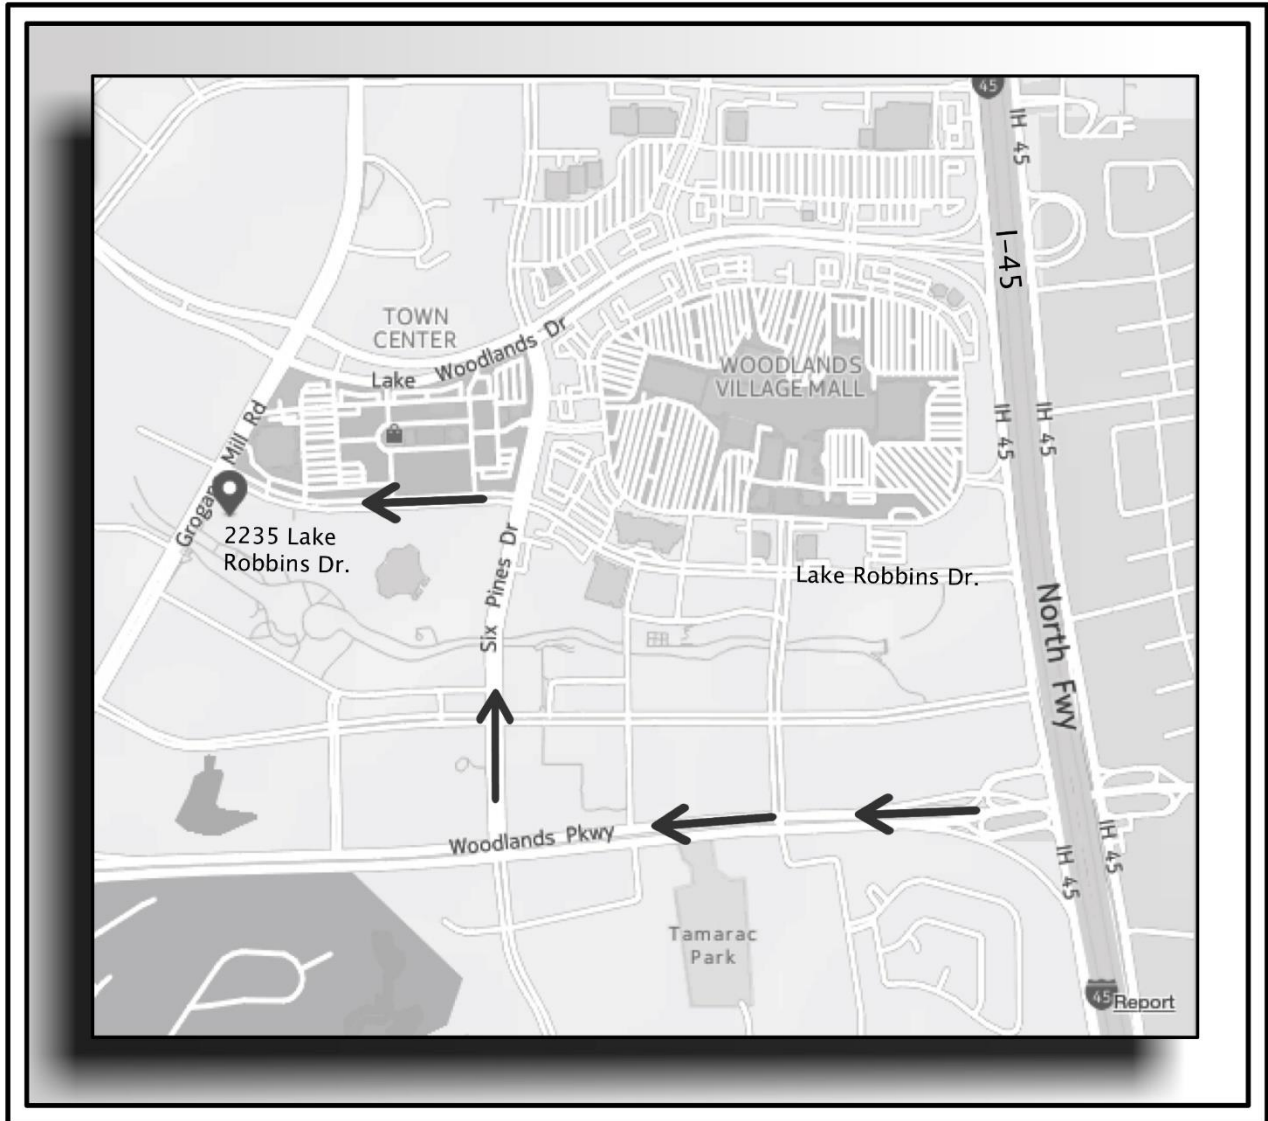 45
IH 45
I-45
TOWN
CENTER
Lake Woodlands Dr
WOODLANDS
VILLAGE MALL
Grogan Mill Rd
IH 45
IH 45
2235 Lake
Robbins Dr.
Six Pines Dr
Lake Robbins Dr.
North Fwy
Woodlands Pkwy
IH 45
IH 45
Tamarac
Park
45
Report